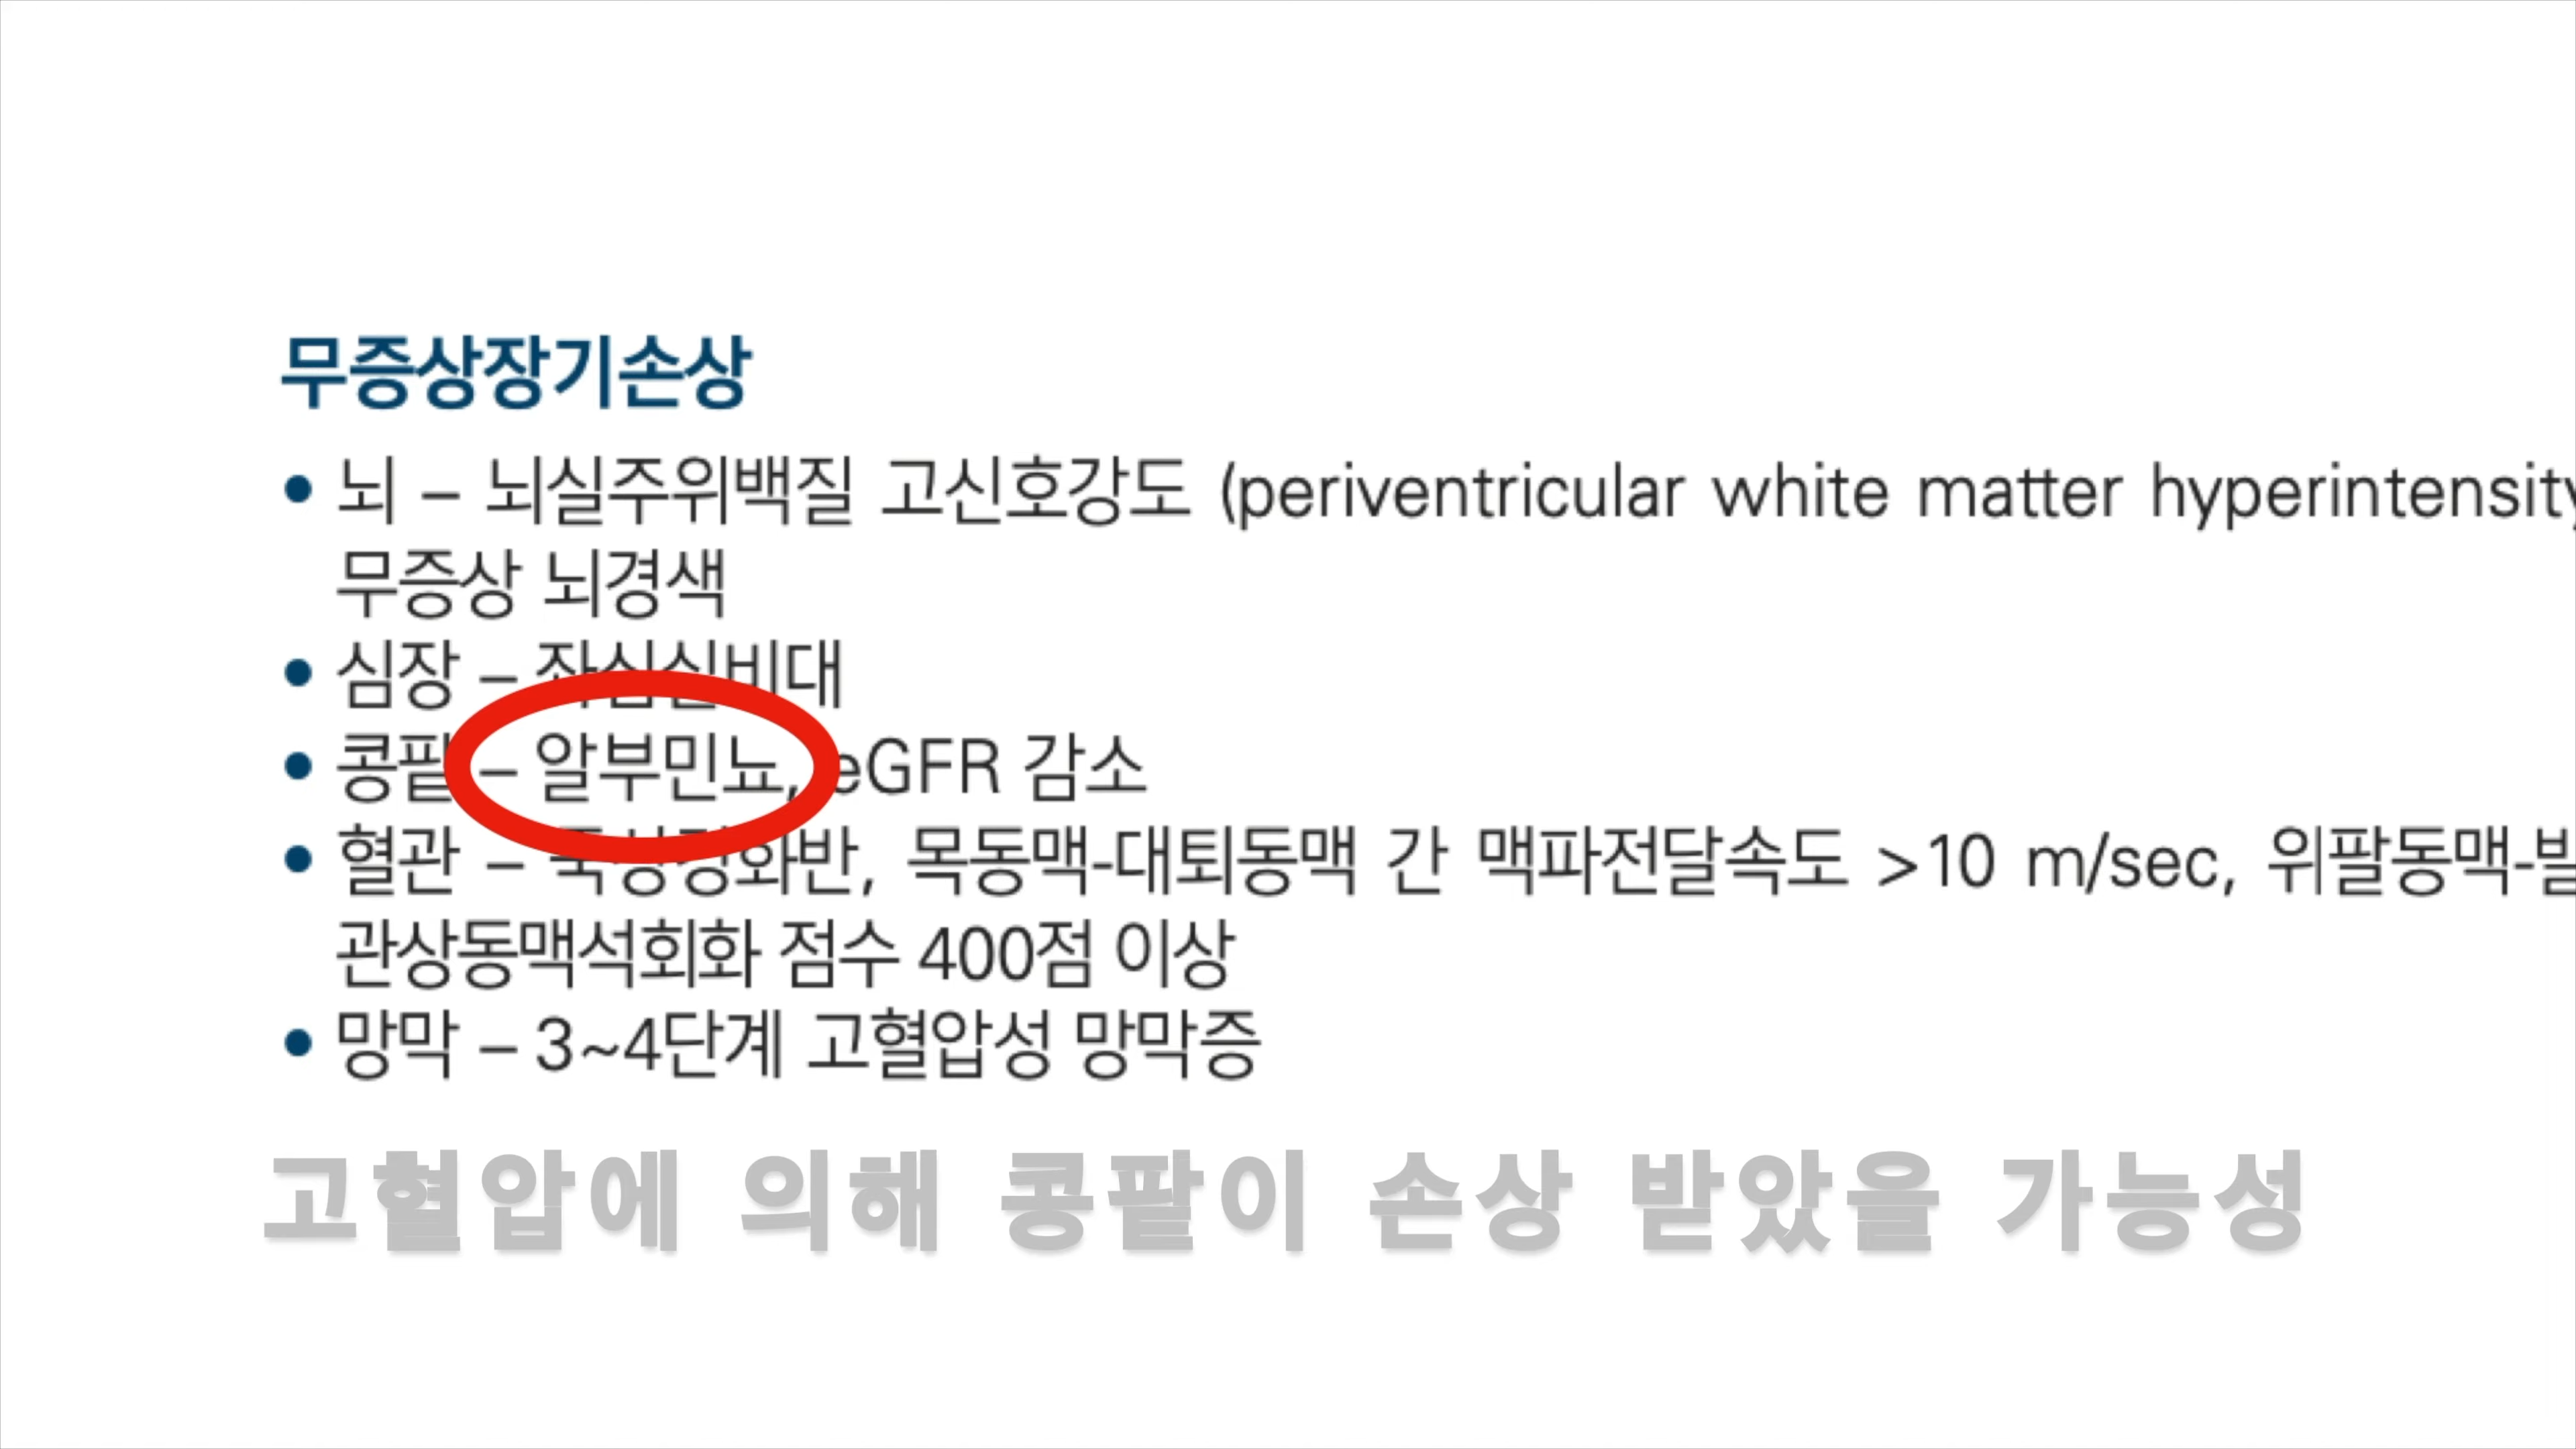 무증상장기손상
• 뇌 – 뇌실주위백질 고신호강도 (periventricular white matter hyperintensity
무증상 뇌경색
• 심장 – 좌심실비대
• 콩팥 – 알부민뇨, eGFR 감소
• 혈관 – 죽상경화반, 목동맥-대퇴동맥 간 맥파전달속도 >10 m/sec, 위팔동맥-발
관상동맥석회화 점수 400점 이상
• 망막 – 3~4단계 고혈압성 망막증
고혈압에 의해 콩팥이 손상 받았을 가능성